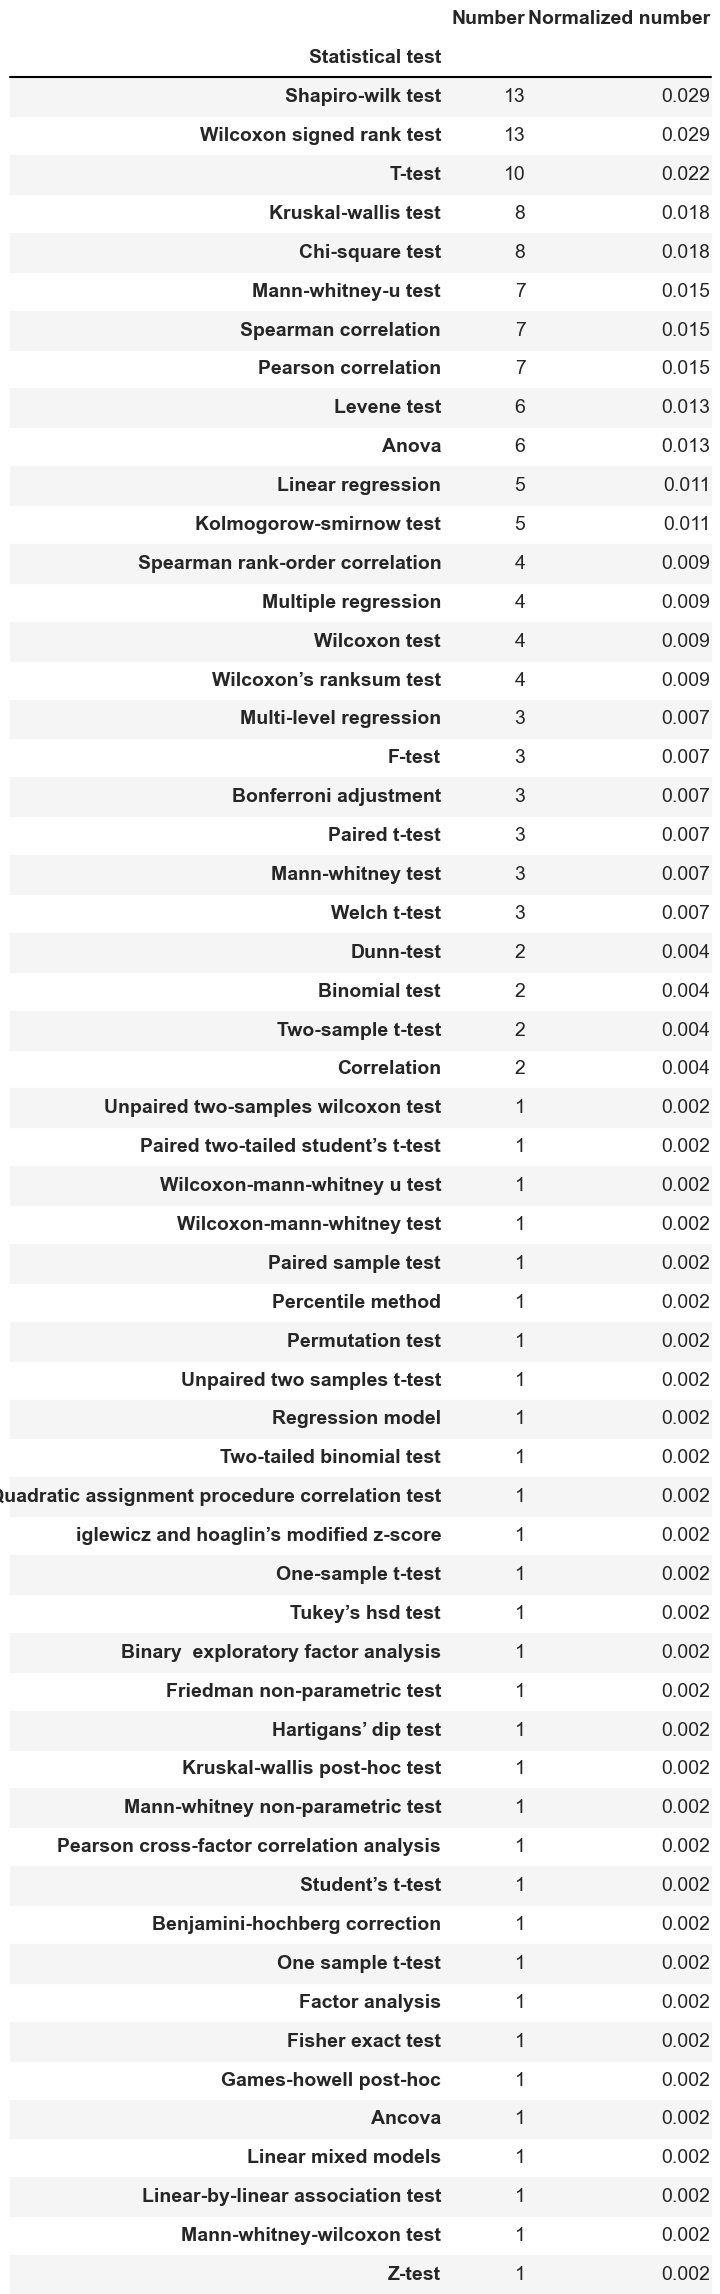 Number Normalized number
Statistical test
Shapiro-wilk test 13 0.029
Wilcoxon signed rank test 13 0.029
T-test 10 0.022
Kruskal-wallis test 8 0.018
Chi-square test 8 0.018
Mann-whitney-u test 7 0.015
Spearman correlation 7 0.015
Pearson correlation 7 0.015
Levene test 6 0.013
Anova 6 0.013
Linear regression 5 0.011
Kolmogorow-smirnow test 5 0.011
Spearman rank-order correlation 4 0.009
Multiple regression 4 0.009
Wilcoxon test 4 0.009
Wilcoxon’s ranksum test 4 0.009
Multi-level regression 3 0.007
F-test 3 0.007
Bonferroni adjustment 3 0.007
Paired t-test 3 0.007
Mann-whitney test 3 0.007
Welch t-test 3 0.007
Dunn-test 2 0.004
Binomial test 2 0.004
Two-sample t-test 2 0.004
Correlation 2 0.004
Unpaired two-samples wilcoxon test 1 0.002
Paired two-tailed student’s t-test 1 0.002
Wilcoxon-mann-whitney u test 1 0.002
Wilcoxon-mann-whitney test 1 0.002
Paired sample test 1 0.002
Percentile method 1 0.002
Permutation test 1 0.002
Unpaired two samples t-test 1 0.002
Regression model 1 0.002
Two-tailed binomial test 1 0.002
Quadratic assignment procedure correlation test 1 0.002
iglewicz and hoaglin’s modified z-score 1 0.002
One-sample t-test 1 0.002
Tukey’s hsd test 1 0.002
Binary  exploratory factor analysis 1 0.002
Friedman non-parametric test 1 0.002
Hartigans’ dip test 1 0.002
Kruskal-wallis post-hoc test 1 0.002
Mann-whitney non-parametric test 1 0.002
Pearson cross-factor correlation analysis 1 0.002
Student’s t-test 1 0.002
Benjamini-hochberg correction 1 0.002
One sample t-test 1 0.002
Factor analysis 1 0.002
Fisher exact test 1 0.002
Games-howell post-hoc 1 0.002
Ancova 1 0.002
Linear mixed models 1 0.002
Linear-by-linear association test 1 0.002
Mann-whitney-wilcoxon test 1 0.002
Z-test 1 0.002